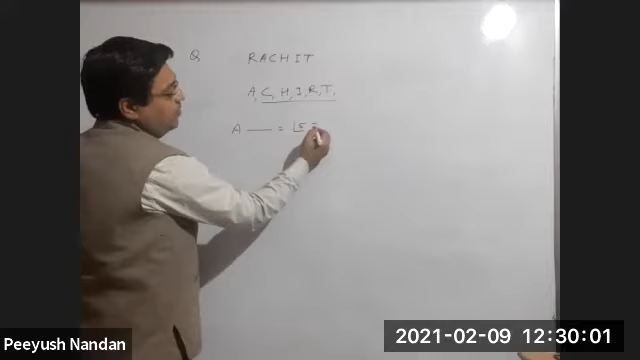 Q RACHIT
A, C, H, I, R, T,
A —— = ⌊5 =
Peeyush Nandan
2021-02-09 12:30:01